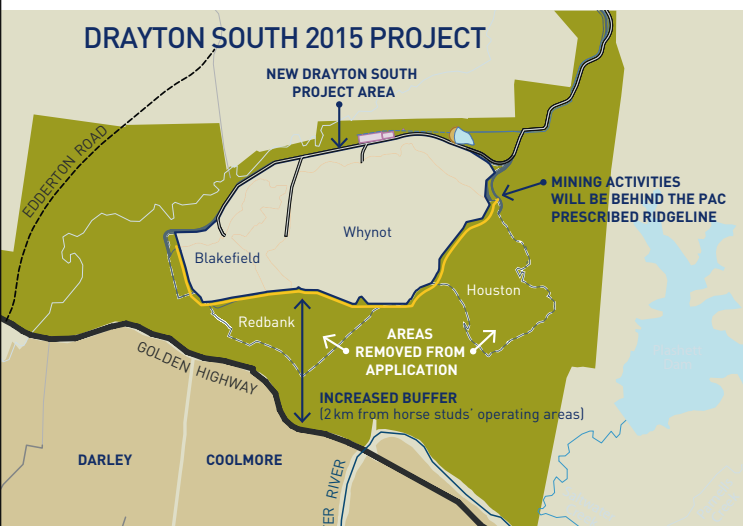 DRAYTON SOUTH 2015 PROJECT
NEW DRAYTON SOUTH
PROJECT AREA
EDDERTON ROAD
MINING ACTIVITIES
WILL BE BEHIND THE PAC
PRESCRIBED RIDGELINE
Whynot
Blakefield
Houston
Redbank
AREAS
REMOVED FROM
APPLICATION
GOLDEN HIGHWAY
INCREASED BUFFER
(2 km from horse studs' operating areas)
DARLEY
COOLMORE
RIVER